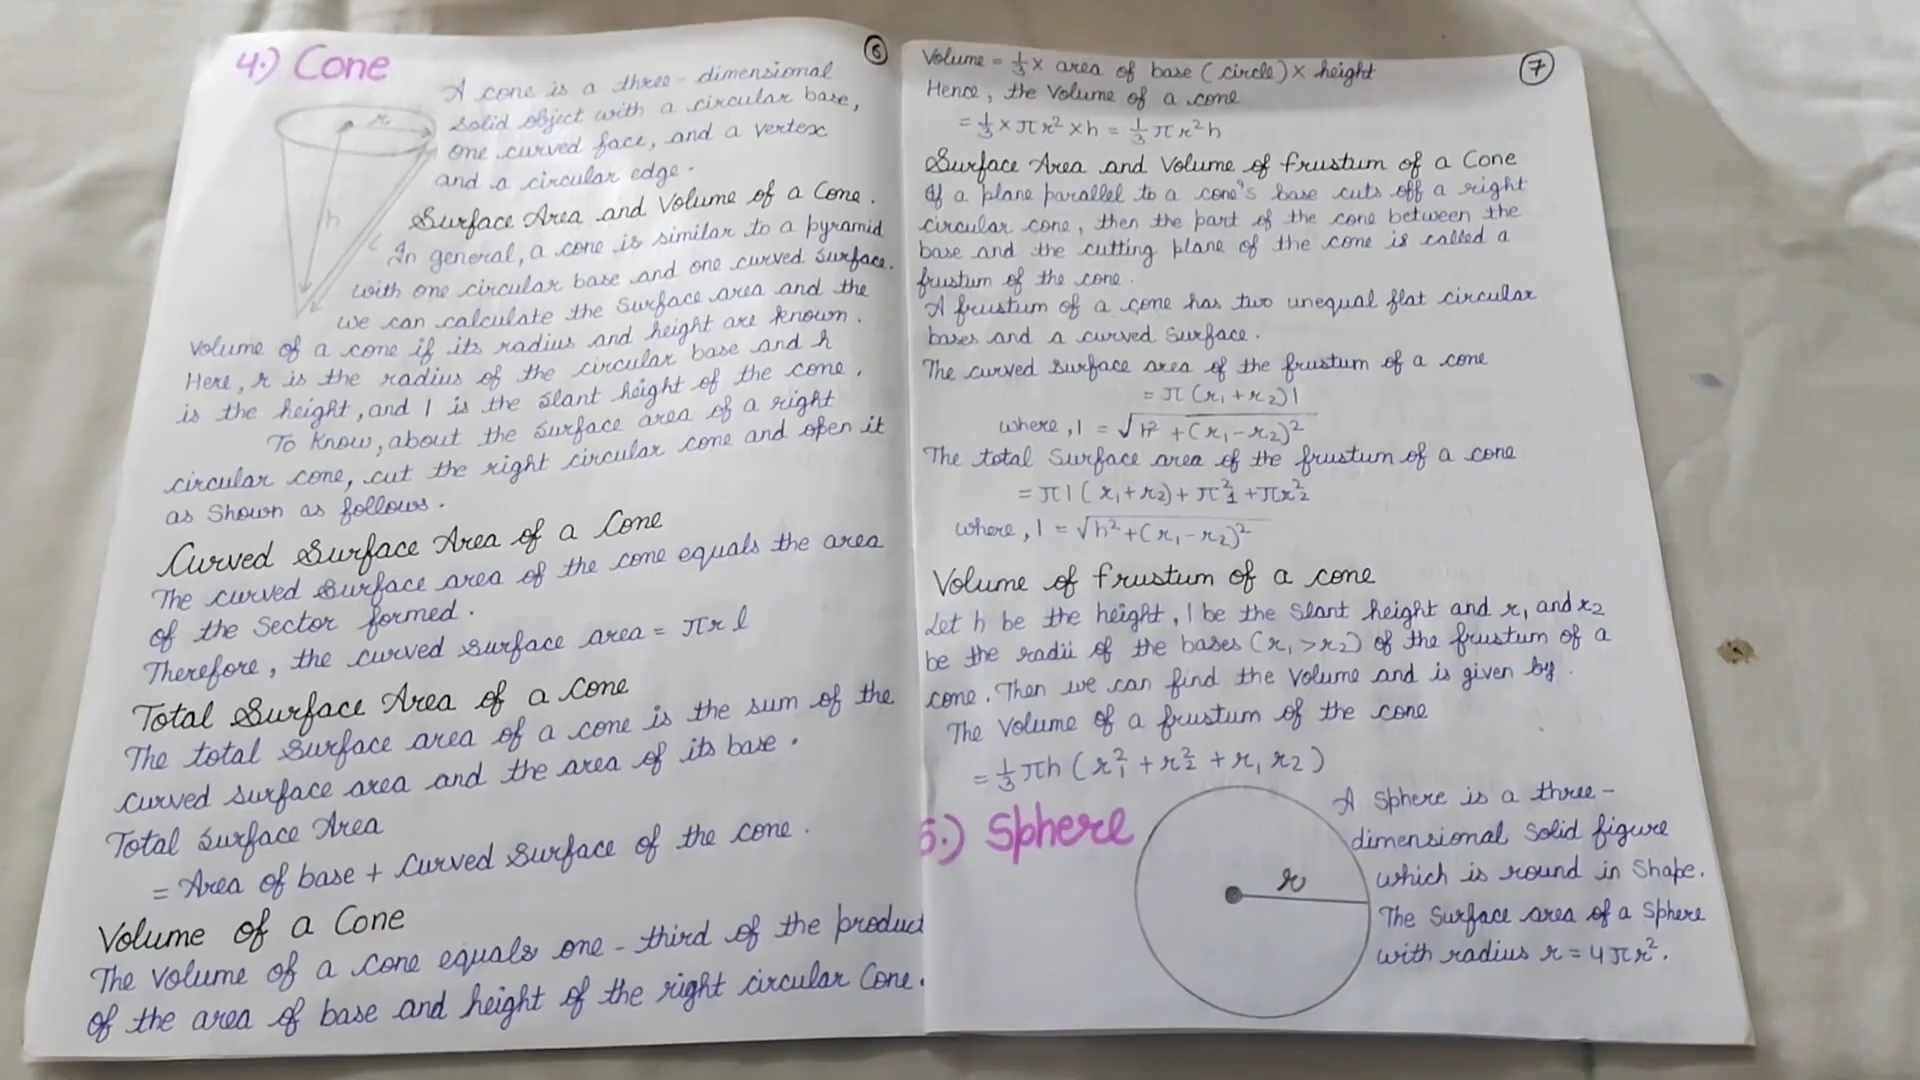 6
4.) Cone
A cone is a three-dimensional
solid object with a circular base,
one curved face, and a vertex
and a circular edge.
r
h
l
Surface Area and Volume of a Cone.
In general, a cone is similar to a pyramid
with one circular base and one curved surface.
We can calculate the surface area and the
volume of a cone if its radius and height are known.
Here, r is the radius of the circular base and h
is the height, and l is the slant height of the cone.
To know, about the surface area of a right
circular cone, cut the right circular cone and open it
as shown as follows.
Curved Surface Area of a Cone
The curved surface area of the cone equals the area
of the sector formed.
Therefore, the curved surface area = πrl
Total Surface Area of a Cone
The total surface area of a cone is the sum of the
curved surface area and the area of its base.
Total Surface Area
= Area of base + Curved Surface of the cone.
Volume of a Cone
The volume of a cone equals one-third of the product
of the area of base and height of the right circular Cone.
7
Volume = 1/3 × area of base (circle) × height
Hence, the Volume of a cone
= 1/3 × πr² × h = 1/3 πr²h
Surface Area and Volume of frustum of a Cone
If a plane parallel to a cone's base cuts off a right
circular cone, then the part of the cone between the
base and the cutting plane of the cone is called a
frustum of the cone.
A frustum of a cone has two unequal flat circular
bases and a curved surface.
The curved surface area of the frustum of a cone
= π(r₁+r₂)l
where, l = √h²+(r₁-r₂)²
The total Surface area of the frustum of a cone
= πl(r₁+r₂)+π²₁+πr²₂
where, l = √h²+(r₁-r₂)²
Volume of frustum of a cone
Let h be the height, l be the slant height and r₁ and r₂
be the radii of the bases (r₁>r₂) of the frustum of a
cone. Then we can find the volume and is given by.
The volume of a frustum of the cone
= 1/3 πh (r₁² + r₂² + r₁ r₂)
5.) Sphere
r
A sphere is a three-
dimensional solid figure
which is round in shape.
The surface area of a sphere
with radius r = 4πr².